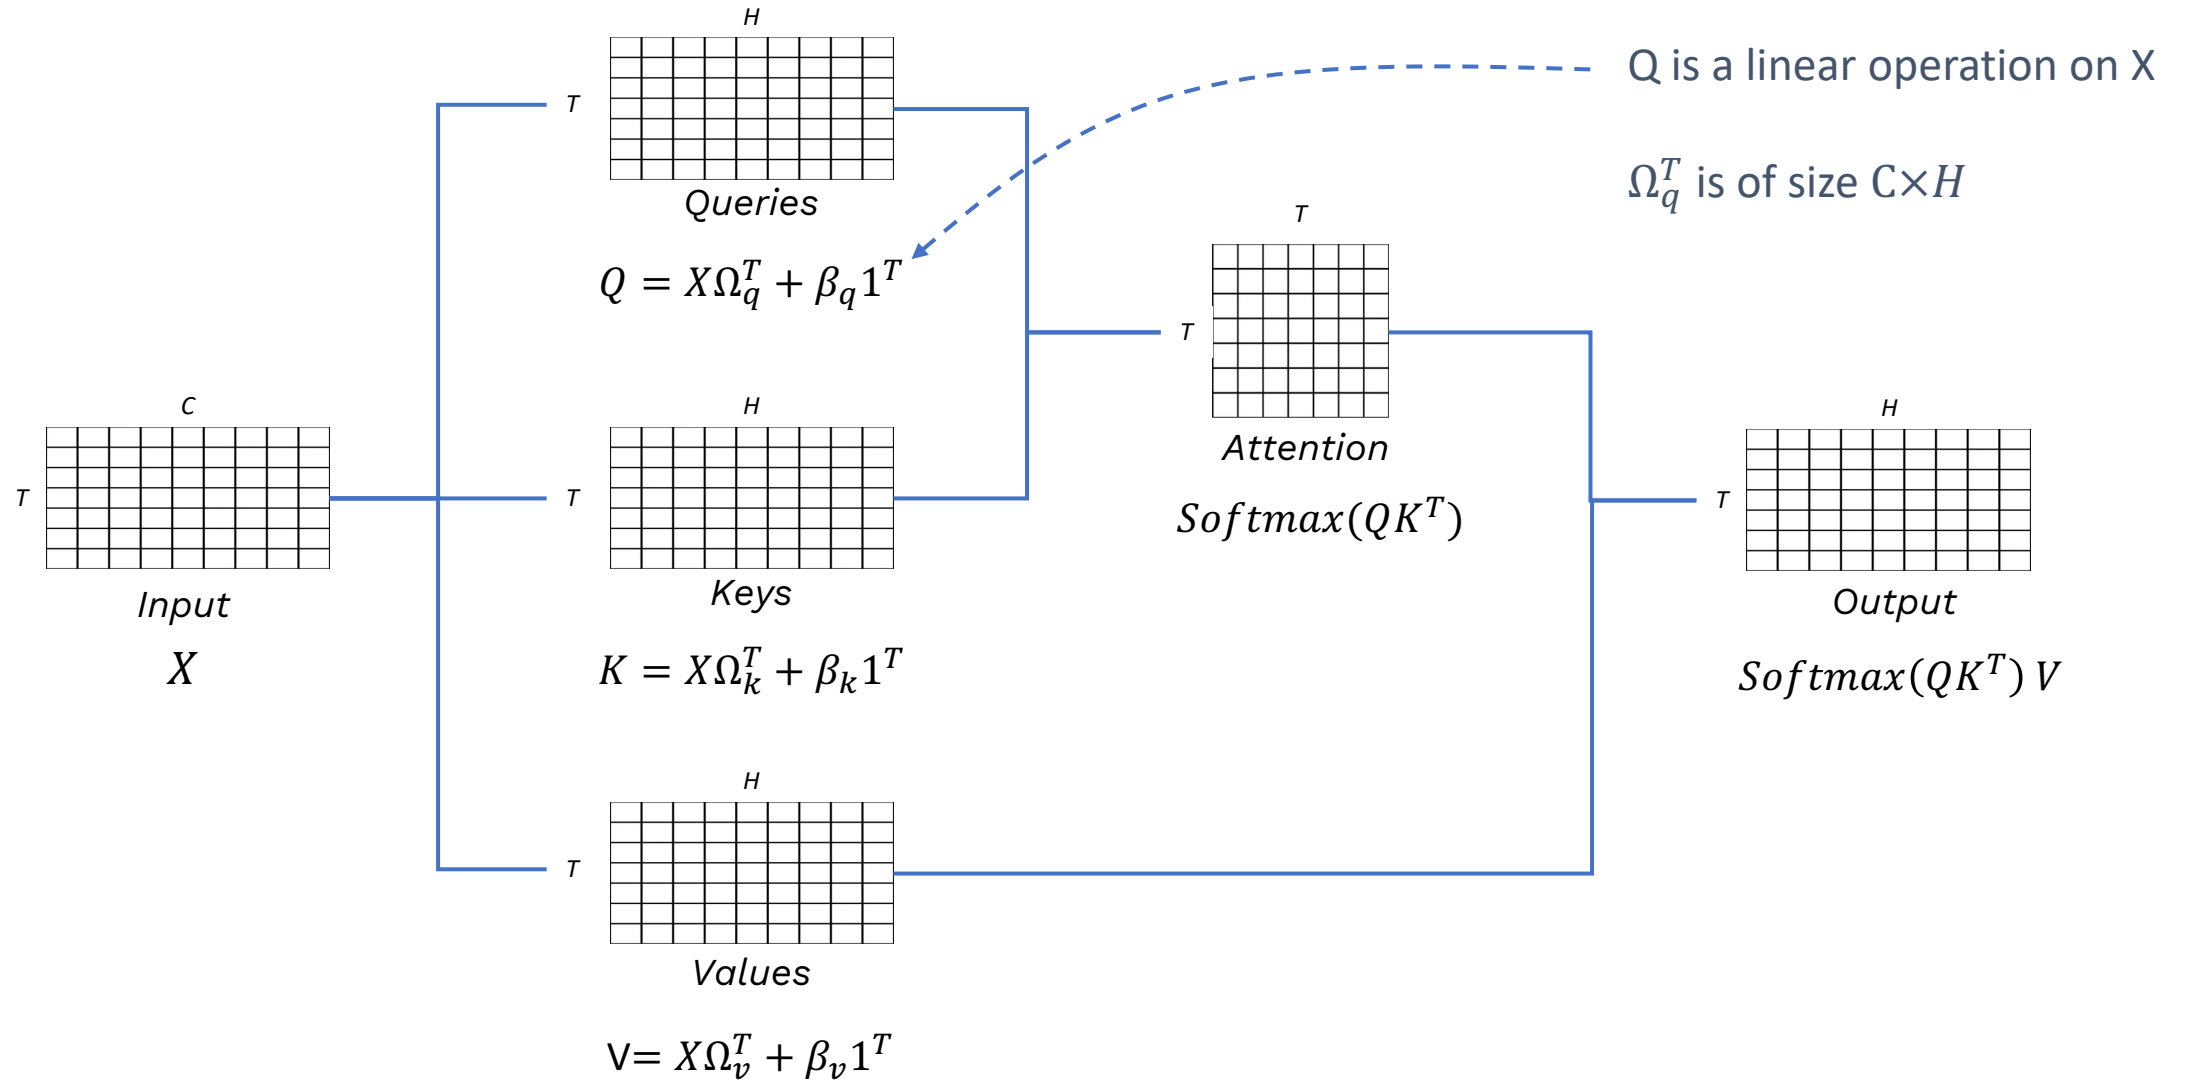 H
T
Queries
Q = XΩ_q^T + β_q 1^T
Q is a linear operation on X
Ω_q^T is of size C×H
C
T
Input
X
H
T
Keys
K = XΩ_k^T + β_k 1^T
T
T
Attention
Softmax(QK^T)
H
T
Output
Softmax(QK^T) V
H
T
Values
V= XΩ_v^T + β_v 1^T